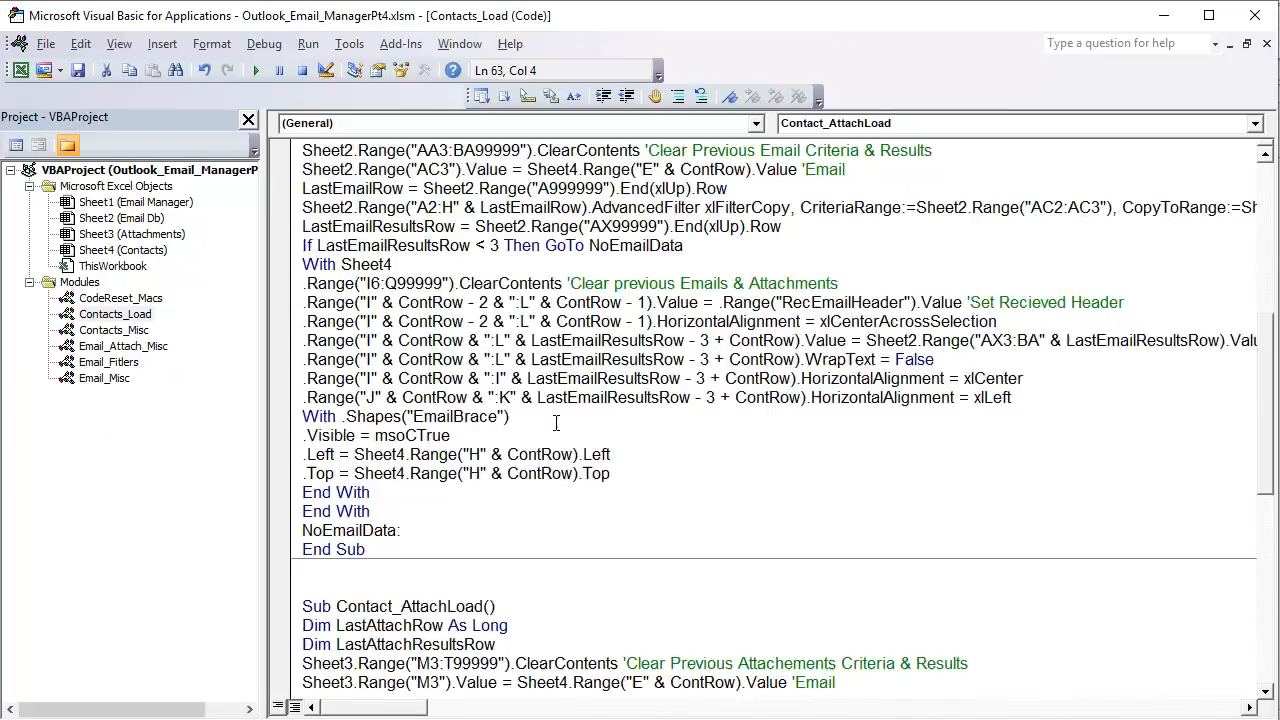 Microsoft Visual Basic for Applications - Outlook_Email_ManagerPt4.xlsm - [Contacts_Load (Code)]
File Edit View Insert Format Debug Run Tools Add-Ins Window Help
Type a question for help
Ln 63, Col 4
Project - VBAProject
(General)
Contact_AttachLoad
VBAProject (Outlook_Email_ManagerP
Microsoft Excel Objects
Sheet1 (Email Manager)
Sheet2 (Email Db)
Sheet3 (Attachments)
Sheet4 (Contacts)
ThisWorkbook
Modules
CodeReset_Macs
Contacts_Load
Contacts_Misc
Email_Attach_Misc
Email_Fitlers
Email_Misc
Sheet2.Range("AA3:BA99999").ClearContents 'Clear Previous Email Criteria & Results
Sheet2.Range("AC3").Value = Sheet4.Range("E" & ContRow).Value 'Email
LastEmailRow = Sheet2.Range("A999999").End(xlUp).Row
Sheet2.Range("A2:H" & LastEmailRow).AdvancedFilter xlFilterCopy, CriteriaRange:=Sheet2.Range("AC2:AC3"), CopyToRange:=Sh
LastEmailResultsRow = Sheet2.Range("AX99999").End(xlUp).Row
If LastEmailResultsRow < 3 Then GoTo NoEmailData
With Sheet4
.Range("I6:Q99999").ClearContents 'Clear previous Emails & Attachments
.Range("I" & ContRow - 2 & ":L" & ContRow - 1).Value = .Range("RecEmailHeader").Value 'Set Recieved Header
.Range("I" & ContRow - 2 & ":L" & ContRow - 1).HorizontalAlignment = xlCenterAcrossSelection
.Range("I" & ContRow & ":L" & LastEmailResultsRow - 3 + ContRow).Value = Sheet2.Range("AX3:BA" & LastEmailResultsRow).Valu
.Range("I" & ContRow & ":L" & LastEmailResultsRow - 3 + ContRow).WrapText = False
.Range("I" & ContRow & ":I" & LastEmailResultsRow - 3 + ContRow).HorizontalAlignment = xlCenter
.Range("J" & ContRow & ":K" & LastEmailResultsRow - 3 + ContRow).HorizontalAlignment = xlLeft
With .Shapes("EmailBrace")
.Visible = msoCTrue
.Left = Sheet4.Range("H" & ContRow).Left
.Top = Sheet4.Range("H" & ContRow).Top
End With
End With
NoEmailData:
End Sub
Sub Contact_AttachLoad()
Dim LastAttachRow As Long
Dim LastAttachResultsRow
Sheet3.Range("M3:T99999").ClearContents 'Clear Previous Attachements Criteria & Results
Sheet3.Range("M3").Value = Sheet4.Range("E" & ContRow).Value 'Email